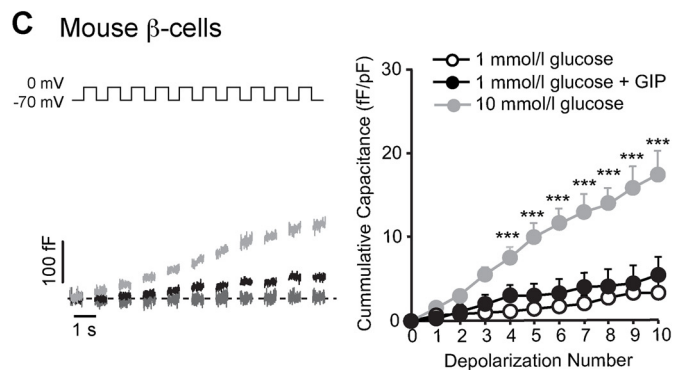 C Mouse β-cells
0 mV
-70 mV
100 fF
1 s
1 mmol/l glucose
1 mmol/l glucose + GIP
10 mmol/l glucose
Cummulative Capacitance (fF/pF)
30
20
10
0
*** *** *** *** *** *** ***
0 1 2 3 4 5 6 7 8 9 10
Depolarization Number